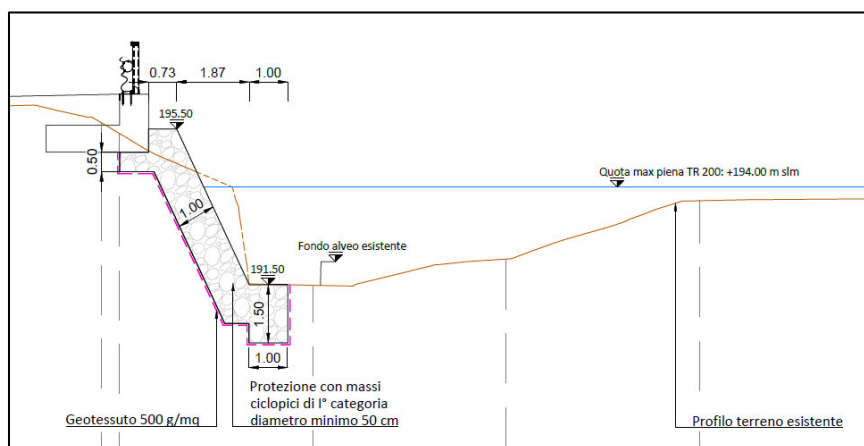 0.73
1.87
1.00
195.50
0.50
Quota max piena TR 200: +194.00 m slm
1.00
Fondo alveo esistente
191.50
1.50
1.00
Protezione con massi
ciclopici di I° categoria
diametro minimo 50 cm
Geotessuto 500 g/mq
Profilo terreno esistente